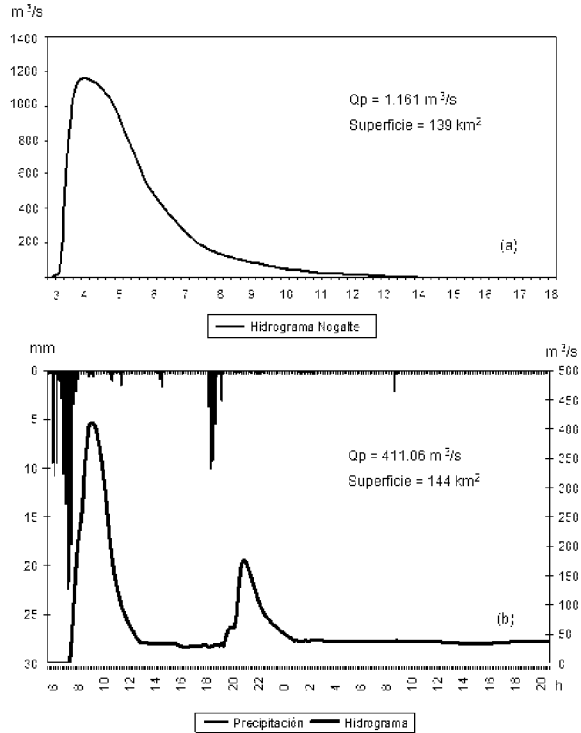 m³/s
1400
1200
1000
800
600
400
200
Qp = 1.161 m³/s
Superficie = 139 km²
(a)
3 4 5 6 7 8 9 10 11 12 13 14 15 16 17 18
Hidrograma Nogalte
mm
m³/s
0
5
10
15
20
25
30
500
450
400
350
300
250
200
150
100
50
0
Qp = 411.06 m³/s
Superficie = 144 km²
(b)
6 8 10 12 14 16 18 20 22 0 2 4 6 8 10 12 14 16 18 20 h
Precipitación Hidrograma